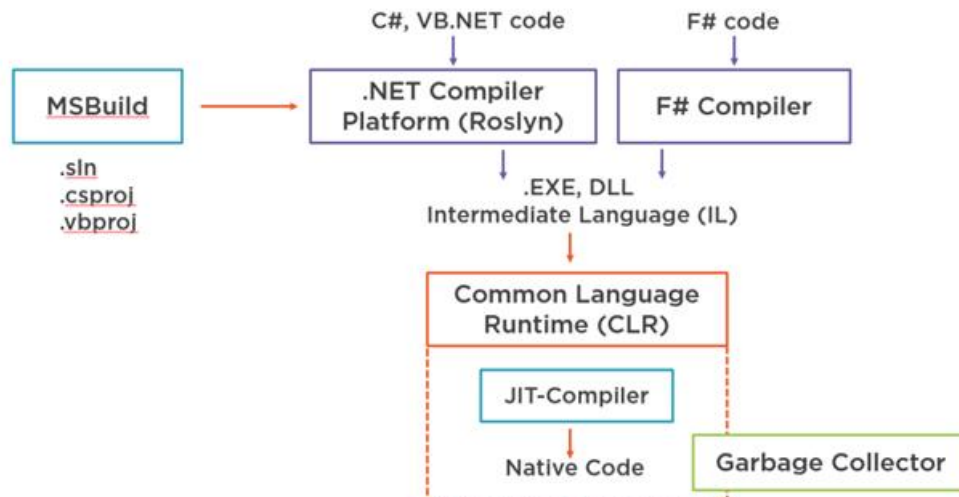 C#, VB.NET code
F# code
MSBuild
.NET Compiler
Platform (Roslyn)
F# Compiler
.sln
.csproj
.vbproj
.EXE, DLL
Intermediate Language (IL)
Common Language
Runtime (CLR)
JIT-Compiler
Native Code
Garbage Collector